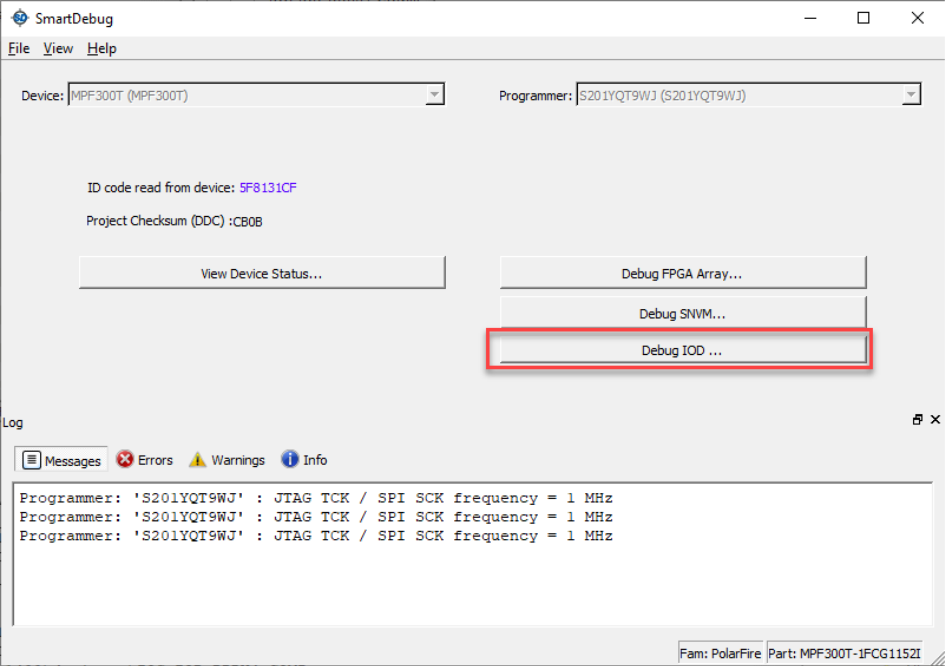 SmartDebug
File View Help
Device: MPF300T (MPF300T) Programmer: S201YQT9WJ (S201YQT9WJ)
ID code read from device: 5F8131CF
Project Checksum (DDC) :CB0B
View Device Status... Debug FPGA Array...
Debug SNVM...
Debug IOD ...
Log
Messages Errors Warnings Info
Programmer: 'S201YQT9WJ' : JTAG TCK / SPI SCK frequency = 1 MHz
Programmer: 'S201YQT9WJ' : JTAG TCK / SPI SCK frequency = 1 MHz
Programmer: 'S201YQT9WJ' : JTAG TCK / SPI SCK frequency = 1 MHz
Fam: PolarFire Part: MPF300T-1FCG1152I